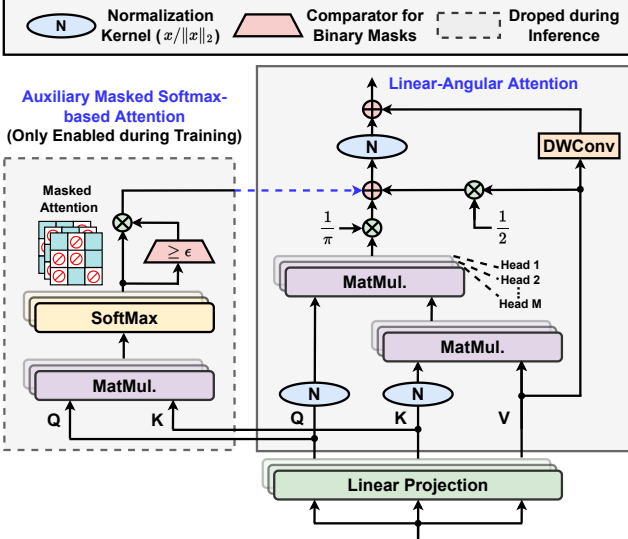 N
Normalization
Kernel (x/‖x‖₂)
Comparator for
Binary Masks
Droped during
Inference
Auxiliary Masked Softmax-
based Attention
(Only Enabled during Training)
Linear-Angular Attention
N
DWConv
Masked
Attention
≥ ϵ
1/π
1/2
Head 1
Head 2
Head M
MatMul.
SoftMax
MatMul.
MatMul.
N
N
Q
K
Q
K
V
Linear Projection